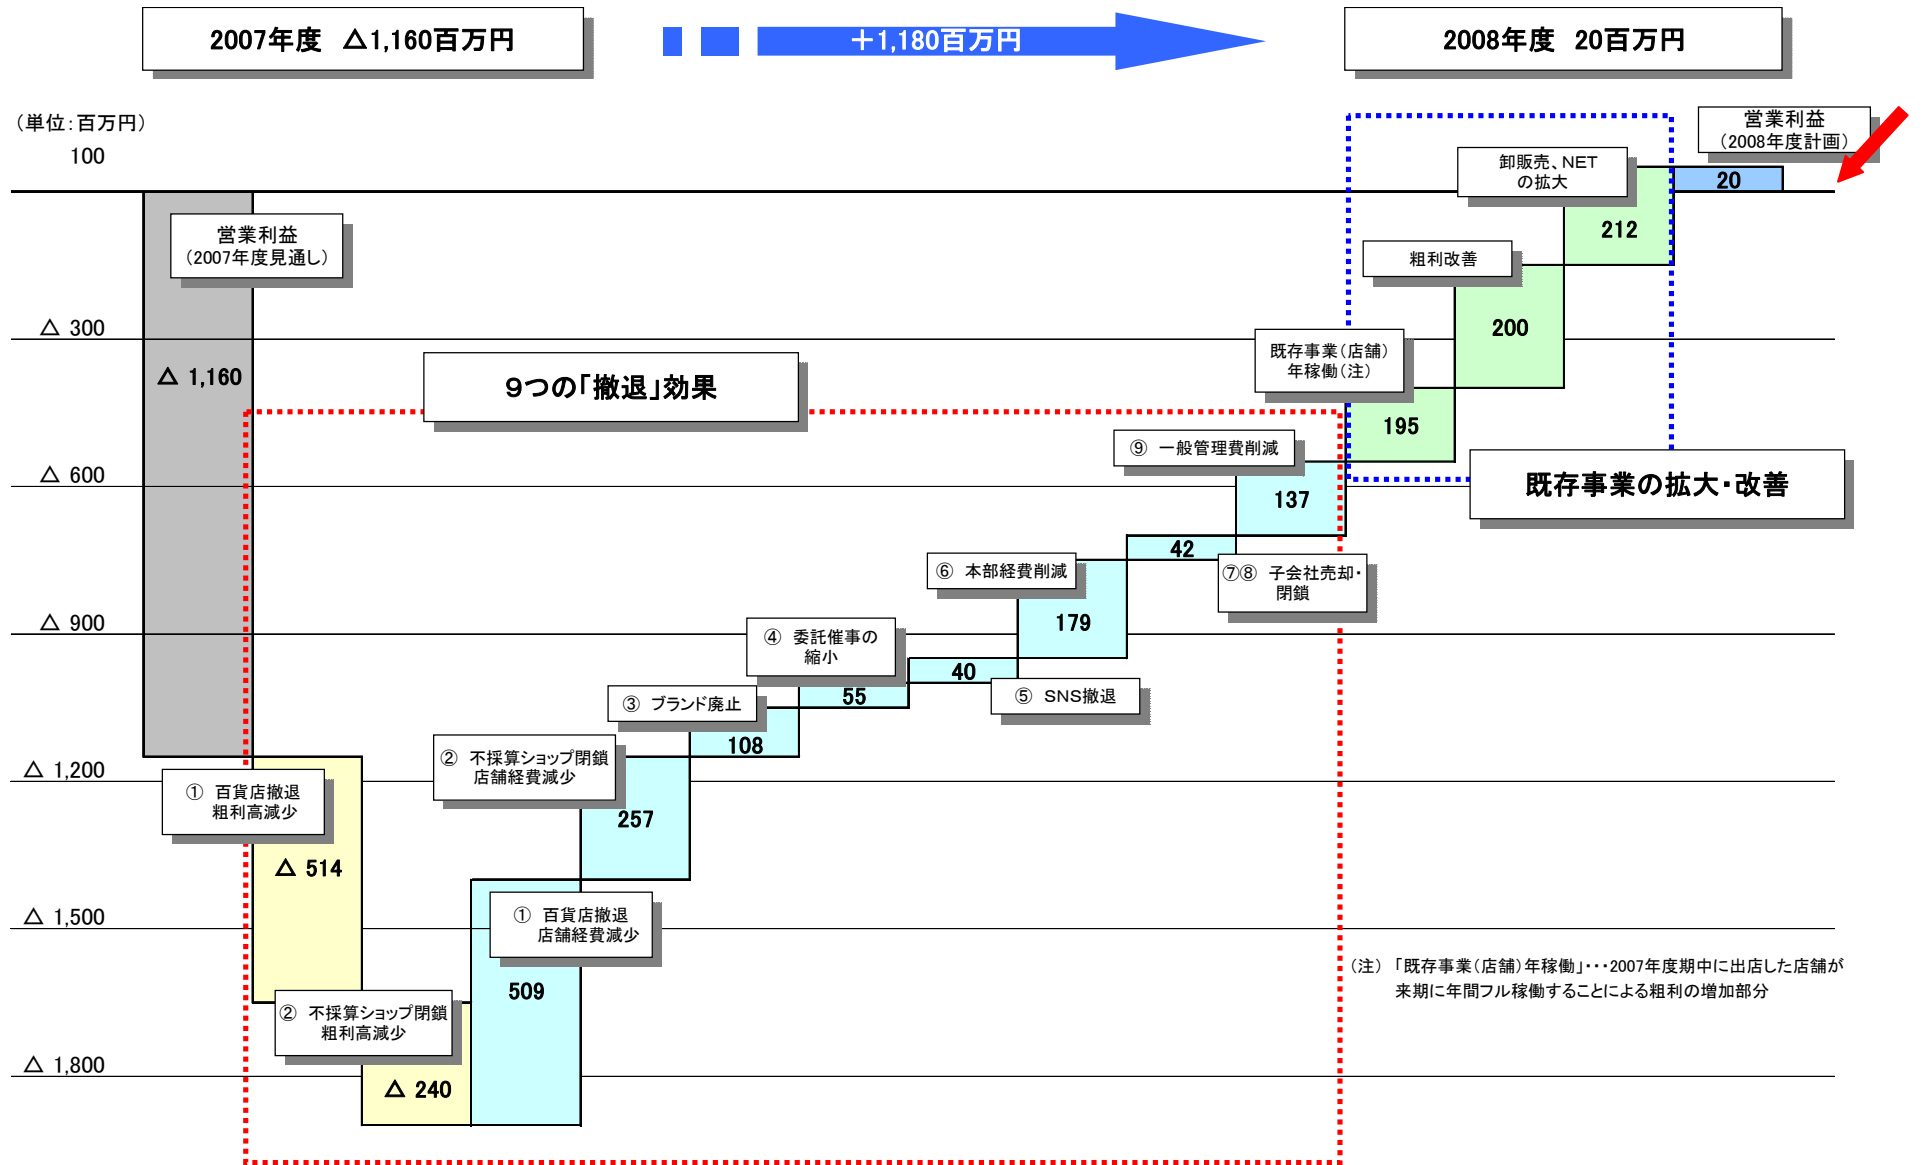 2007年度　△1,160百万円
＋1,180百万円
2008年度　20百万円
（単位：百万円）
100
△ 300
△ 600
△ 900
△ 1,200
△ 1,500
△ 1,800
営業利益
（2007年度見通し）
△ 1,160
９つの「撤退」効果
①　百貨店撤退
粗利高減少
△ 514
②　不採算ショップ閉鎖
粗利高減少
△ 240
①　百貨店撤退
店舗経費減少
509
②　不採算ショップ閉鎖
店舗経費減少
257
③　ブランド廃止
108
④　委託催事の
縮小
55
40
⑤　SNS撤退
⑥　本部経費削減
179
42
⑦⑧　子会社売却・
閉鎖
⑨　一般管理費削減
137
既存事業（店舗）
年稼働（注）
195
粗利改善
200
卸販売、NET
の拡大
212
営業利益
（2008年度計画）
20
既存事業の拡大・改善
（注）　「既存事業（店舗）年稼働」・・・2007年度期中に出店した店舗が
来期に年間フル稼働することによる粗利の増加部分